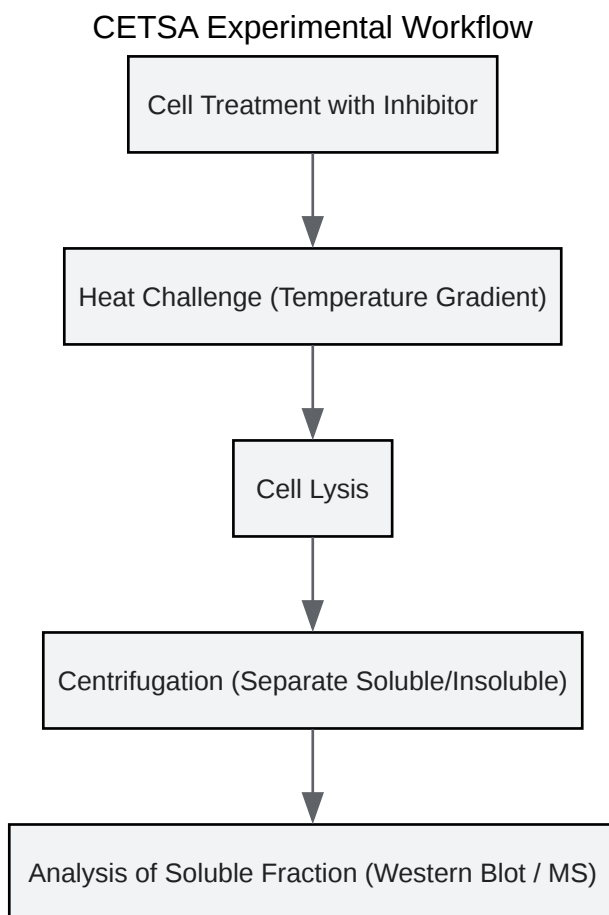 CETSA Experimental Workflow
Cell Treatment with Inhibitor
Heat Challenge (Temperature Gradient)
Cell Lysis
Centrifugation (Separate Soluble/Insoluble)
Analysis of Soluble Fraction (Western Blot / MS)